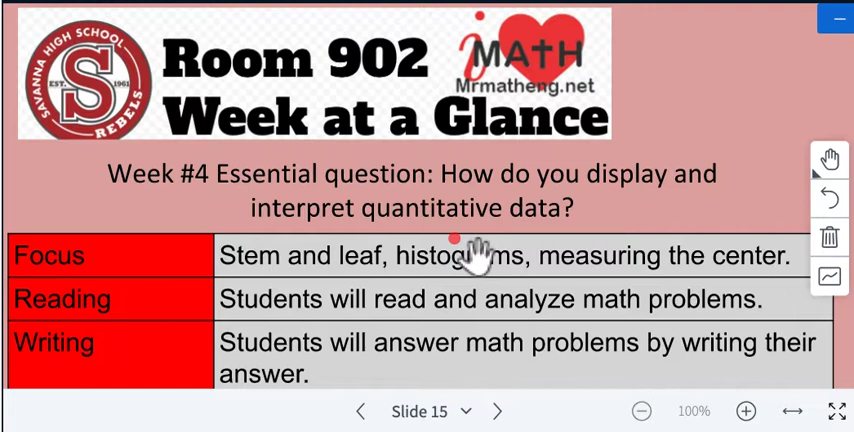 SAVANNA HIGH SCHOOL
EST. S 1961
REBELS
Room 902
iMATH
Mrmatheng.net
Week at a Glance
Week #4 Essential question: How do you display and
interpret quantitative data?
Focus
Stem and leaf, histograms, measuring the center.
Reading
Students will read and analyze math problems.
Writing
Students will answer math problems by writing their
answer.
Slide 15
100%